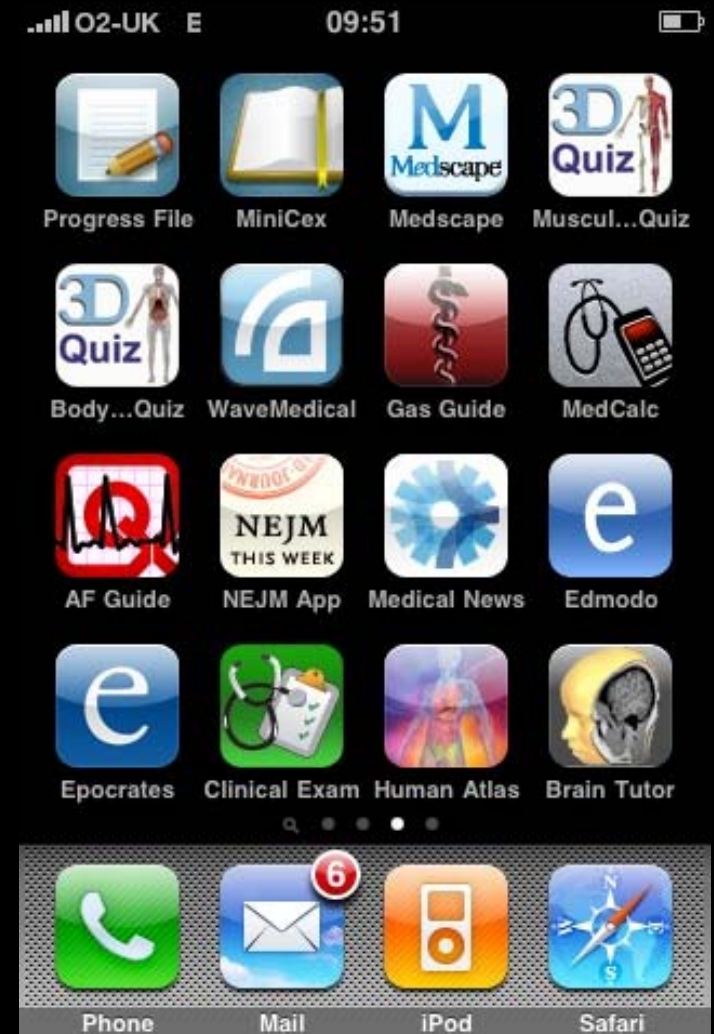 O2-UK E 09:51
3D
Quiz
M
Medscape
Progress File MiniCex Medscape Muscul...Quiz
3D
Quiz
Body...Quiz WaveMedical Gas Guide MedCalc
Q
JOURNAL
NEJM
THIS WEEK
e
AF Guide NEJM App Medical News Edmodo
e
Epocrates Clinical Exam Human Atlas Brain Tutor
6
N
S
Phone Mail iPod Safari